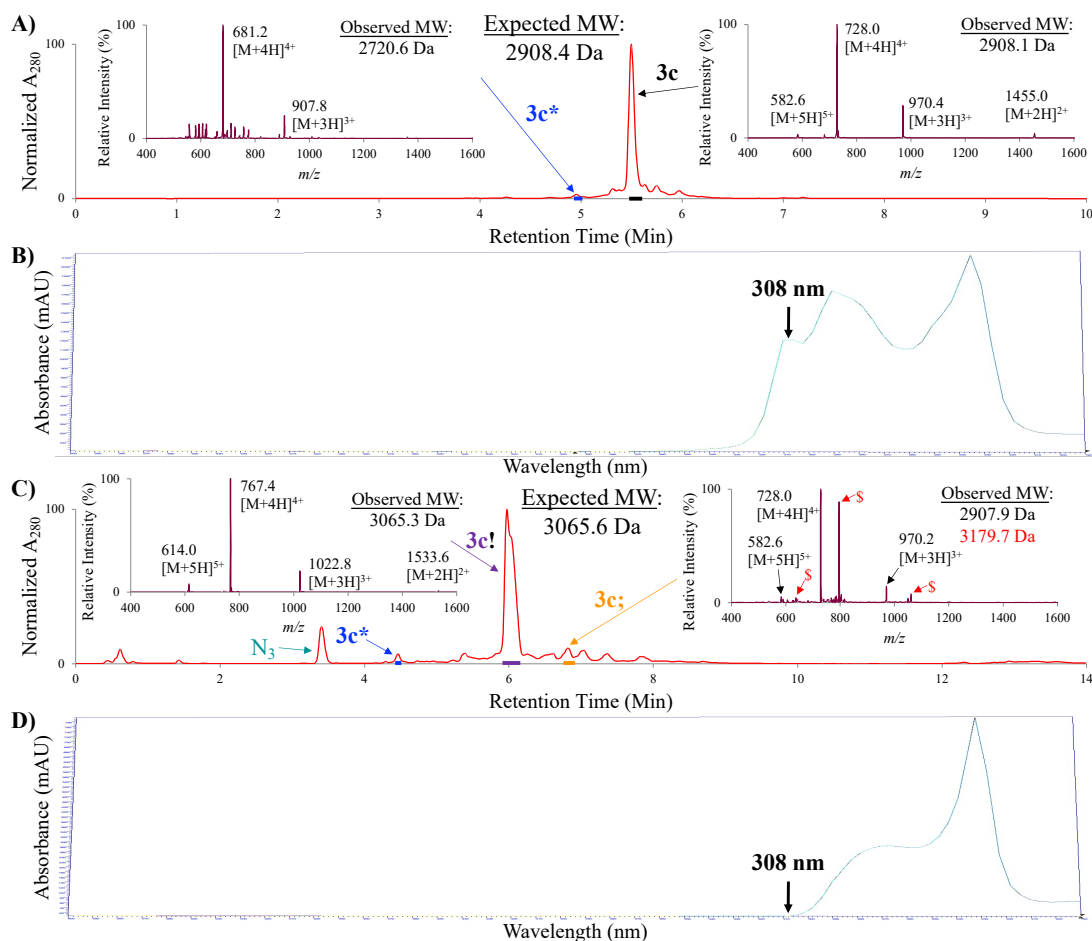 A)
Normalized A280
100
0
0 1 2 3 4 5 6 7 8 9 10
Retention Time (Min)
Relative Intensity (%)
100
0
400 600 800 1000 1200 1400 1600
m/z
681.2
[M+4H]4+
907.8
[M+3H]3+
Observed MW:
2720.6 Da
Expected MW:
2908.4 Da
3c*
3c
Relative Intensity (%)
100
0
400 600 800 1000 1200 1400 1600
m/z
728.0
[M+4H]4+
582.6
[M+5H]5+
970.4
[M+3H]3+
1455.0
[M+2H]2+
Observed MW:
2908.1 Da
B)
Absorbance (mAU)
308 nm
Wavelength (nm)
C)
Normalized A280
100
0
0 2 4 6 8 10 12 14
Retention Time (Min)
Relative Intensity (%)
100
0
400 600 800 1000 1200 1400 1600
m/z
767.4
[M+4H]4+
614.0
[M+5H]5+
1022.8
[M+3H]3+
1533.6
[M+2H]2+
Observed MW:
3065.3 Da
Expected MW:
3065.6 Da
N3
3c*
3c!
3c;
Relative Intensity (%)
100
0
400 600 800 1000 1200 1400 1600
m/z
728.0
[M+4H]4+
582.6
[M+5H]5+
$
$
$
970.2
[M+3H]3+
Observed MW:
2907.9 Da
3179.7 Da
D)
Absorbance (mAU)
308 nm
Wavelength (nm)